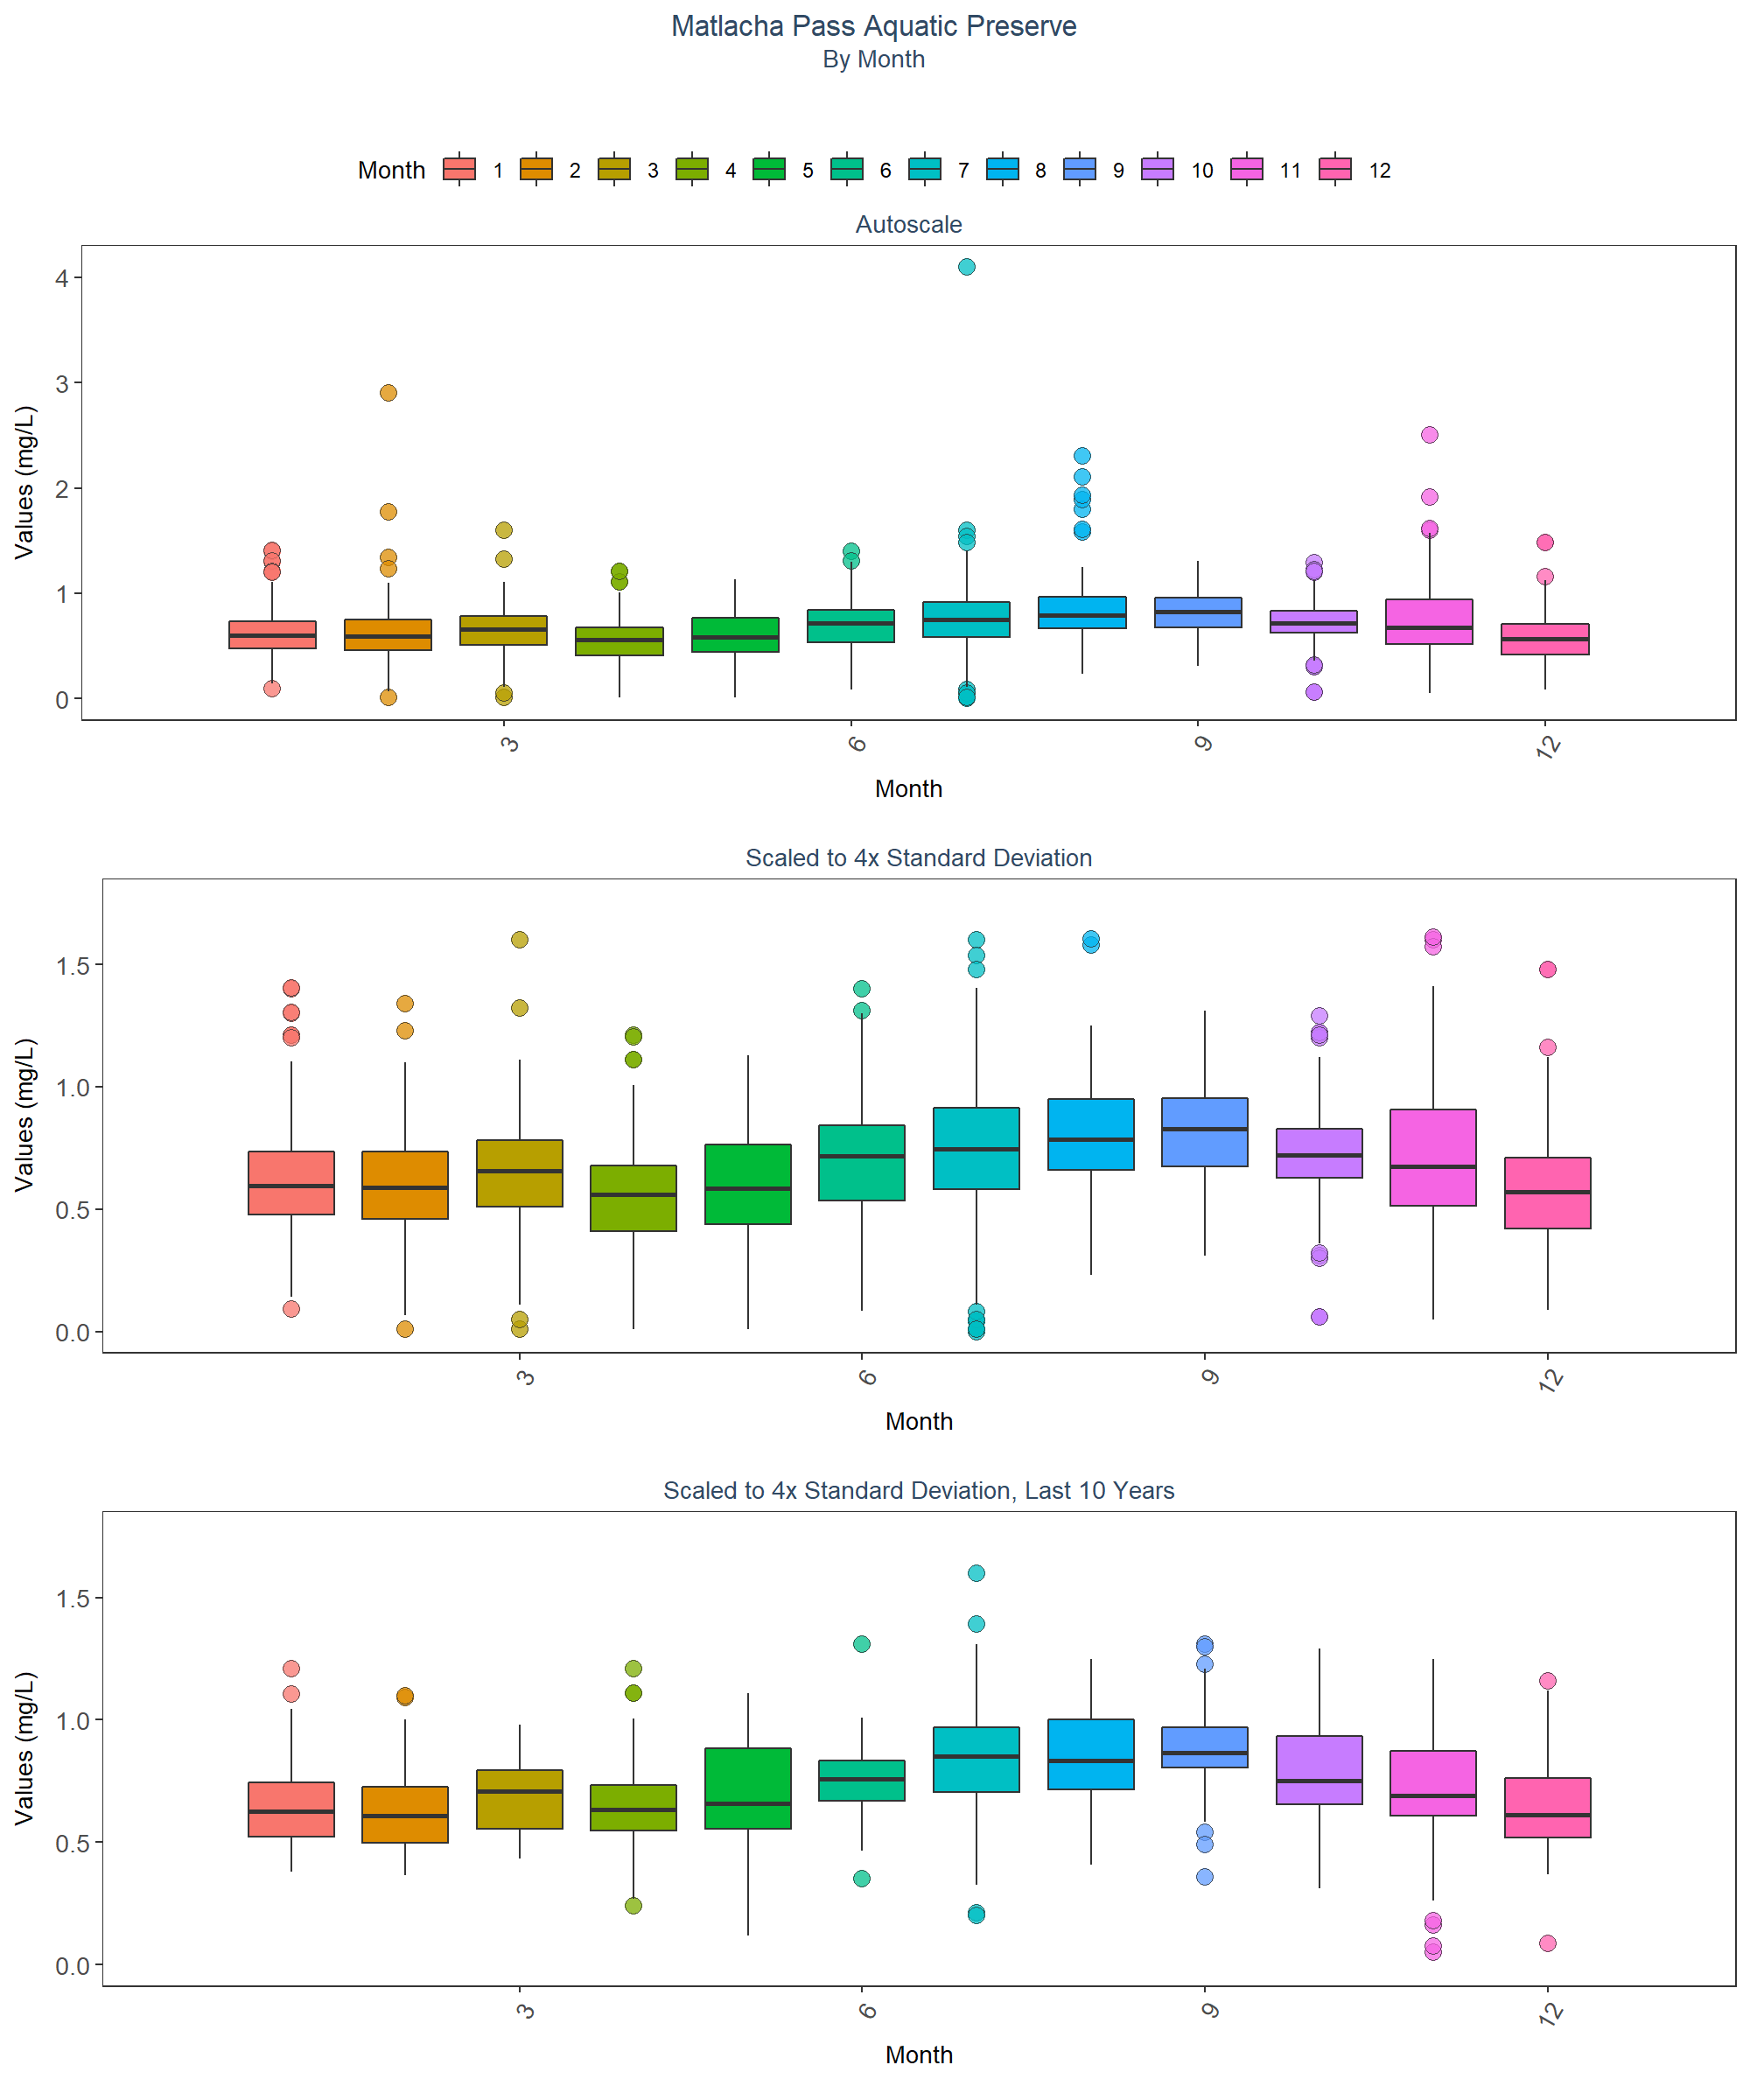 Matlacha Pass Aquatic Preserve
By Month
Month 1 2 3 4 5 6 7 8 9 10 11 12
Autoscale
Values (mg/L)
4
3
2
1
0
3 6 9 12
Month
Scaled to 4x Standard Deviation
Values (mg/L)
1.5
1.0
0.5
0.0
3 6 9 12
Month
Scaled to 4x Standard Deviation, Last 10 Years
Values (mg/L)
1.5
1.0
0.5
0.0
3 6 9 12
Month